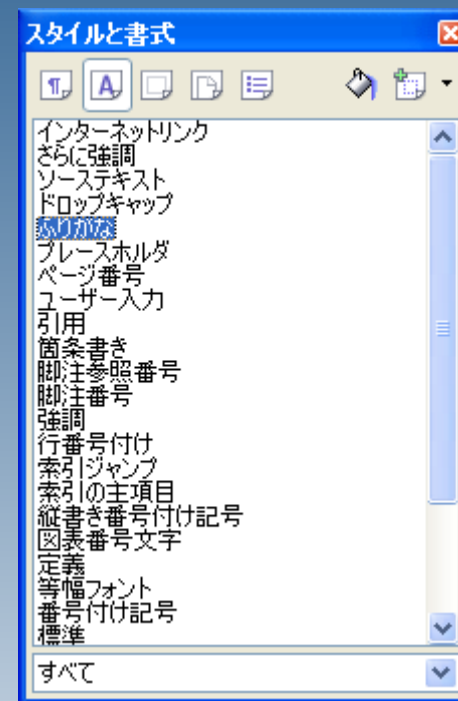 スタイルと書式
インターネットリンク
さらに強調
ソーステキスト
ドロップキャップ
ふりがな
プレースホルダ
ページ番号
ユーザー入力
引用
箇条書き
脚注参照番号
脚注番号
強調
行番号付け
索引ジャンプ
索引の主項目
縦書き番号付け記号
図表番号文字
定義
等幅フォント
番号付け記号
標準
すべて